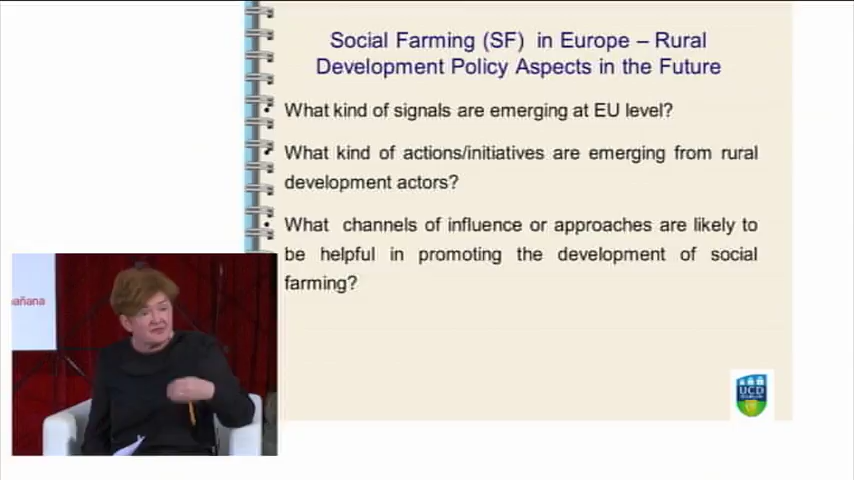 Social Farming (SF) in Europe – Rural
Development Policy Aspects in the Future
• What kind of signals are emerging at EU level?
• What kind of actions/initiatives are emerging from rural
development actors?
• What channels of influence or approaches are likely to
be helpful in promoting the development of social
farming?
añana
UCD
DUBLIN